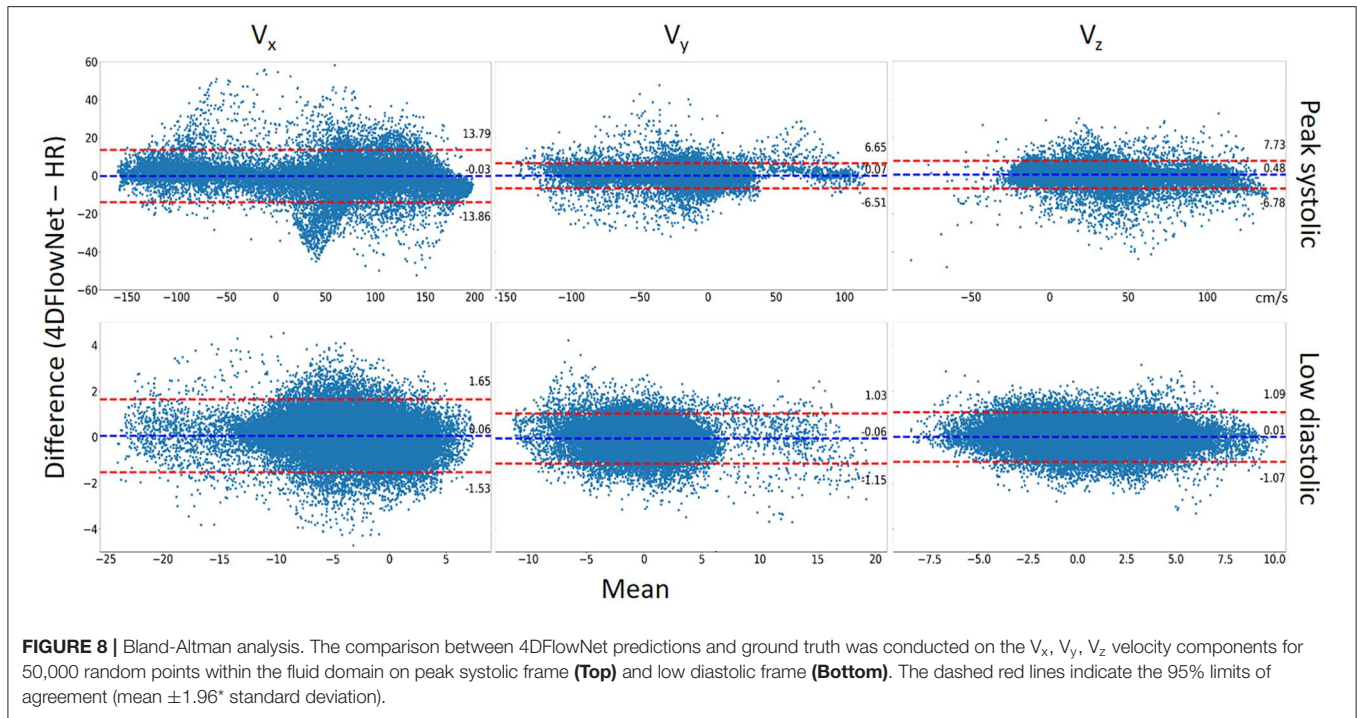 Vx Vy Vz
60
40
20
0
−20
−40
−60
13.79
-0.03
-13.86
6.65
0.07
-6.51
7.73
0.48
-6.78
Peak systolic
−150 −100 −50 0 50 100 150 200
-150 −100 −50 0 50 100
−50 0 50 100 cm/s
Difference (4DFlowNet − HR)
4
2
0
−2
−4
1.65
0.06
-1.53
1.03
-0.06
-1.15
1.09
0.01
-1.07
Low diastolic
−25 −20 −15 −10 −5 0 5
−10 −5 0 5 10 15 20
−7.5 −5.0 −2.5 0.0 2.5 5.0 7.5 10.0
Mean
FIGURE 8 | Bland-Altman analysis. The comparison between 4DFlowNet predictions and ground truth was conducted on the Vx, Vy, Vz velocity components for
50,000 random points within the fluid domain on peak systolic frame (Top) and low diastolic frame (Bottom). The dashed red lines indicate the 95% limits of
agreement (mean ±1.96* standard deviation).